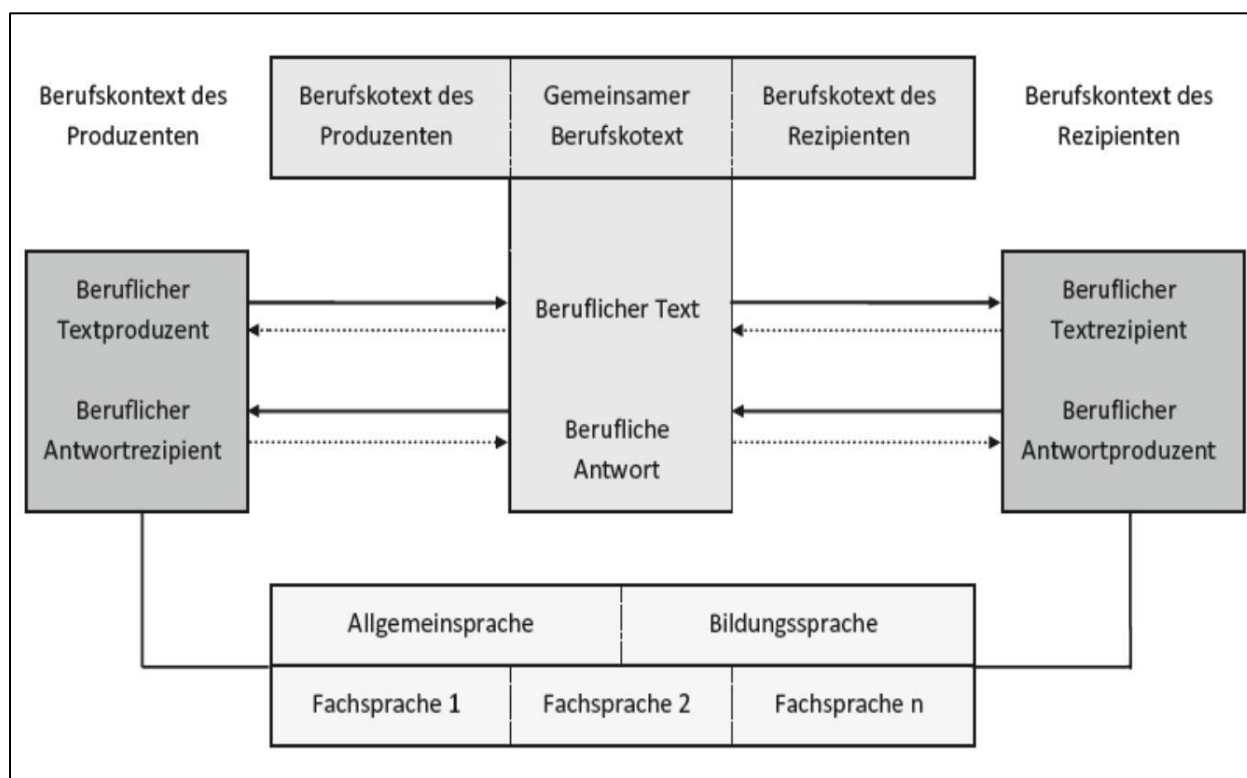 Berufskontext des
Produzenten
Berufskotext des
Produzenten
Gemeinsamer
Berufskotext
Berufskotext des
Rezipienten
Berufskontext des
Rezipienten
Beruflicher
Textproduzent
Beruflicher Text
Beruflicher
Textrezipient
Beruflicher
Antwortrezipient
Berufliche
Antwort
Beruflicher
Antwortproduzent
Allgemeinsprache
Bildungssprache
Fachsprache 1
Fachsprache 2
Fachsprache n